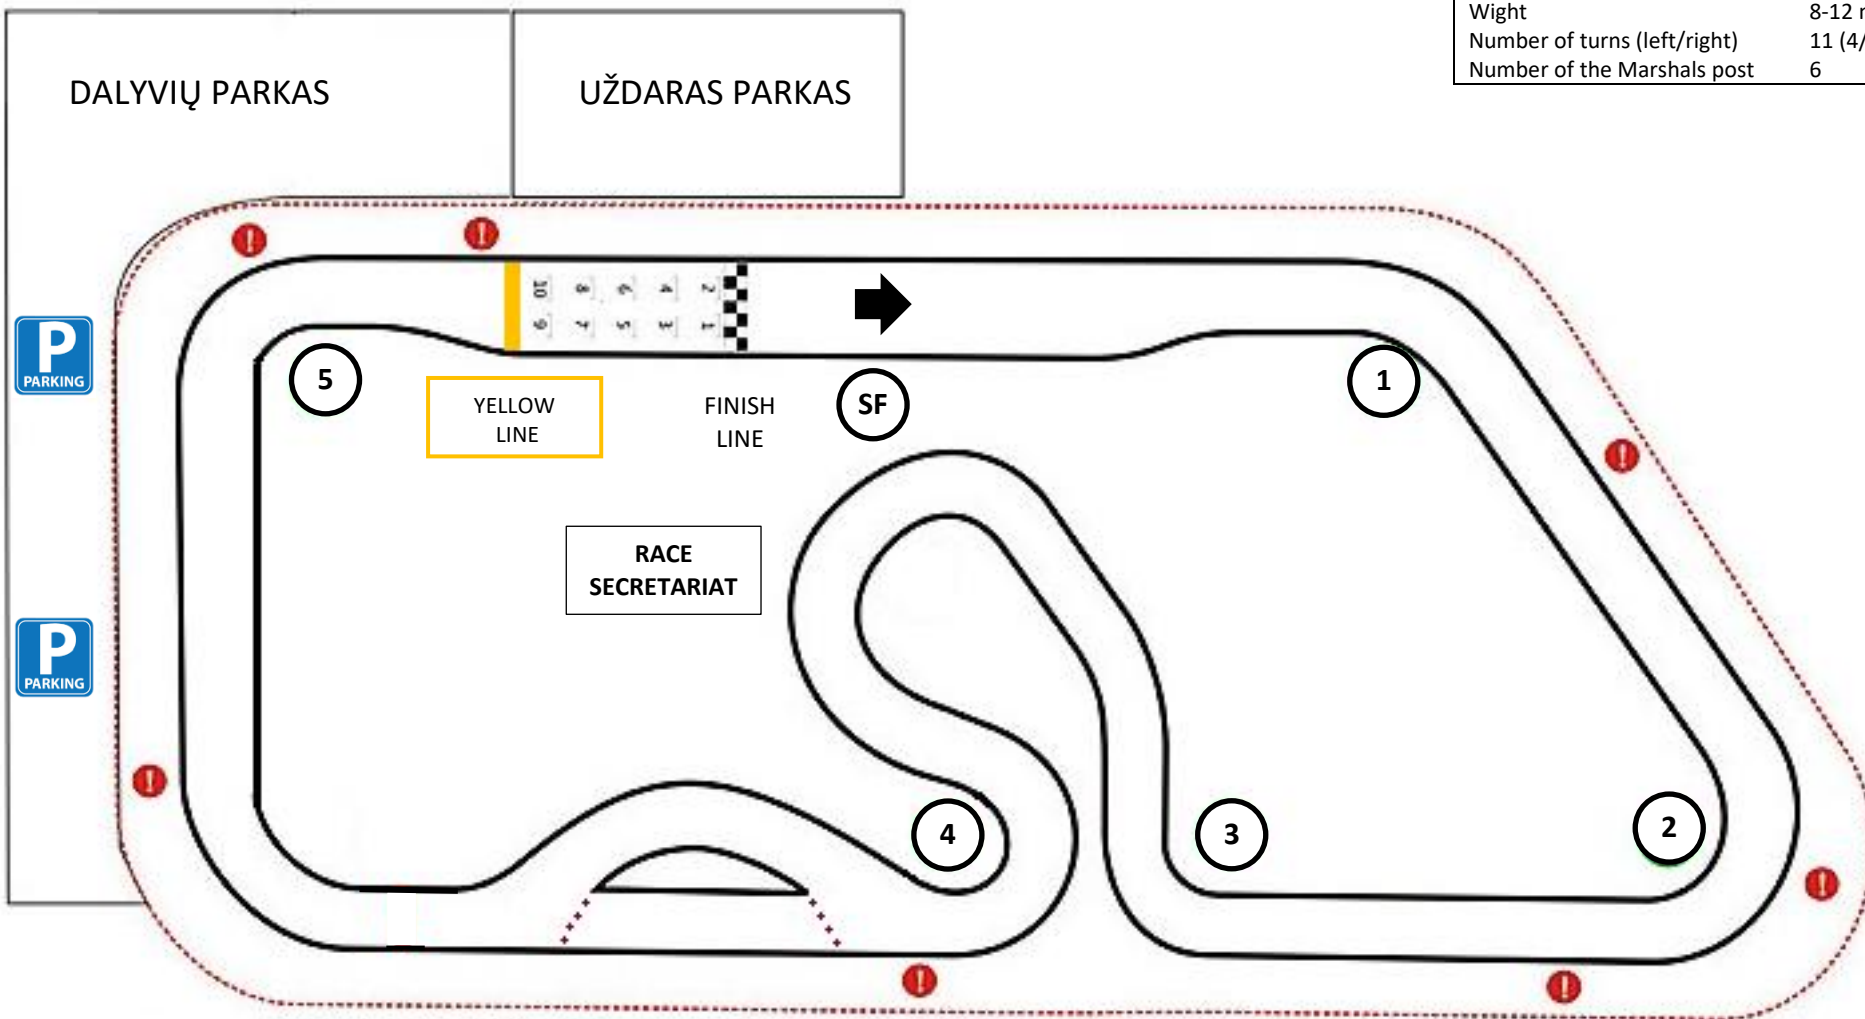 Wight 8-12
Number of turns (left/right) 11 (4/
Number of the Marshals post 6
DALYVIŲ PARKAS UŽDARAS PARKAS
10 8 6 4 2
9 7 5 3 1
P
PARKING
5
1
YELLOW
LINE
FINISH
LINE
SF
RACE
SECRETARIAT
P
PARKING
4
3
2